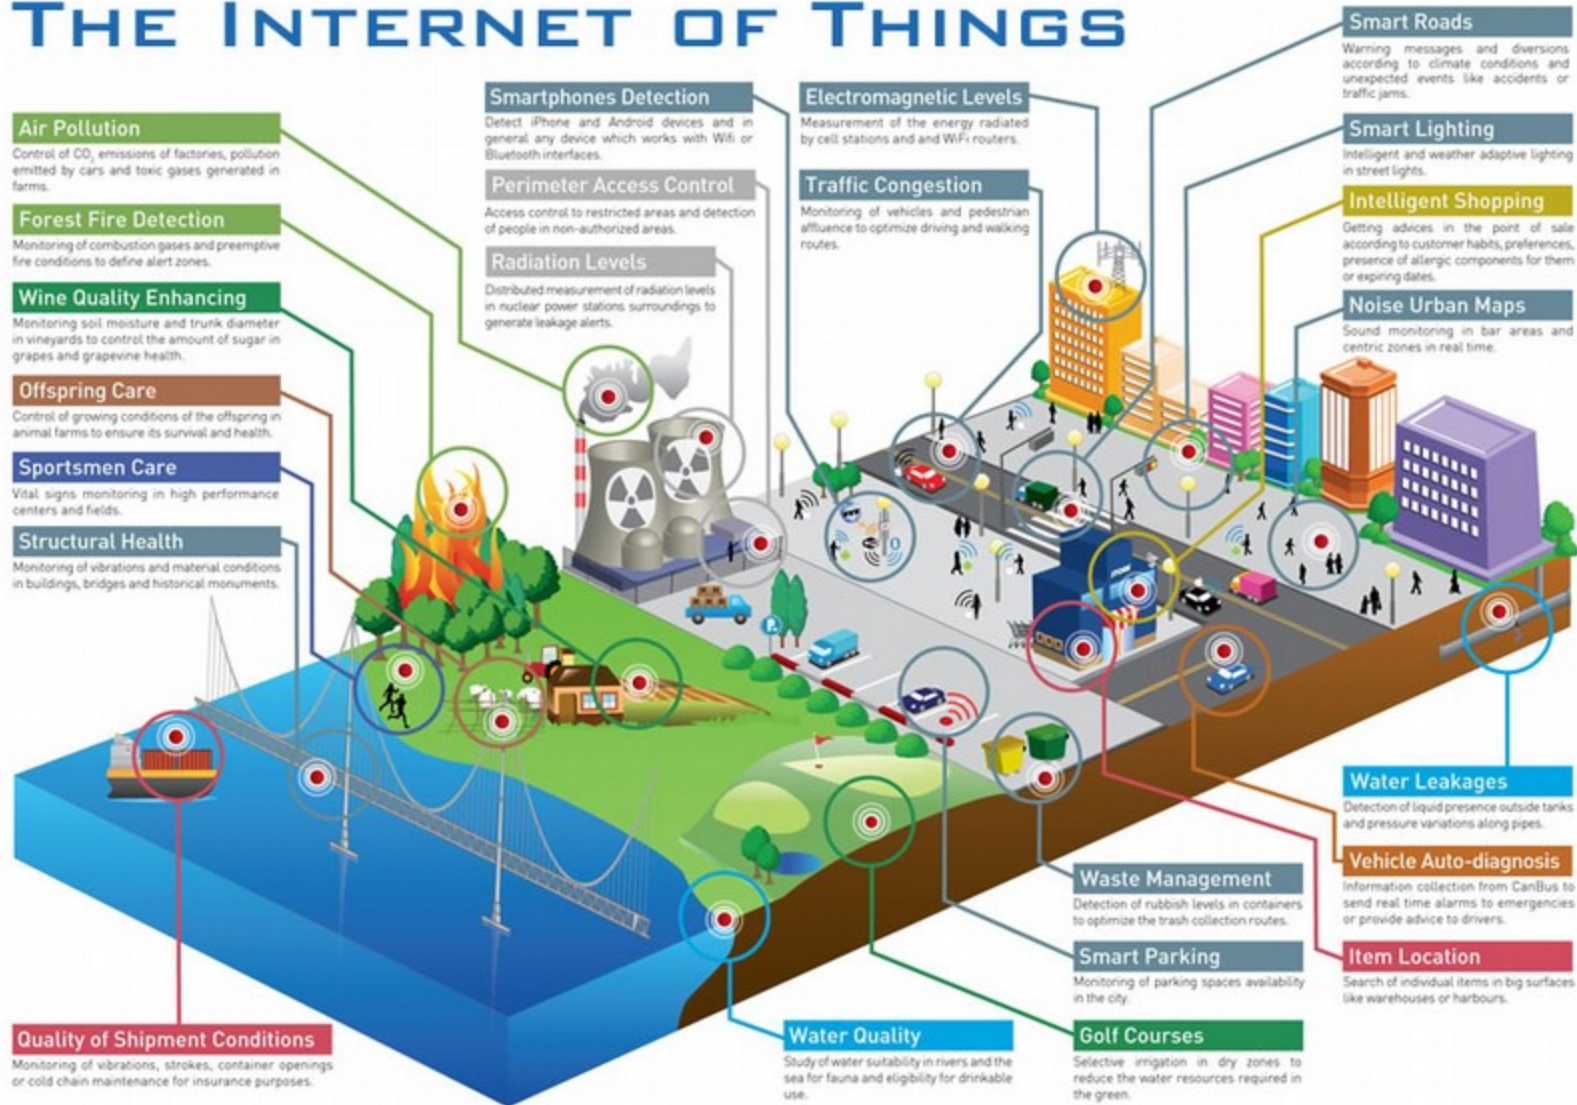 THE INTERNET OF THINGS
Air Pollution
Control of CO₂ emissions of factories, pollution
emitted by cars and toxic gases generated in
farms.
Forest Fire Detection
Monitoring of combustion gases and preemptive
fire conditions to define alert zones.
Wine Quality Enhancing
Monitoring soil moisture and trunk diameter
in vineyards to control the amount of sugar in
grapes and grapevine health.
Offspring Care
Control of growing conditions of the offspring in
animal farms to ensure its survival and health.
Sportsmen Care
Vital signs monitoring in high performance
centers and fields.
Structural Health
Monitoring of vibrations and material conditions
in buildings, bridges and historical monuments.
Quality of Shipment Conditions
Monitoring of vibrations, strokes, container openings
or cold chain maintenance for insurance purposes.
Smartphones Detection
Detect iPhone and Android devices and in
general any device which works with Wifi or
Bluetooth interfaces.
Perimeter Access Control
Access control to restricted areas and detection
of people in non-authorized areas.
Radiation Levels
Distributed measurement of radiation levels
in nuclear power stations surroundings to
generate leakage alerts.
Electromagnetic Levels
Measurement of the energy radiated
by cell stations and and WiFi routers.
Traffic Congestion
Monitoring of vehicles and pedestrian
affluence to optimize driving and walking
routes.
Smart Roads
Warning messages and diversions
according to climate conditions and
unexpected events like accidents or
traffic jams.
Smart Lighting
Intelligent and weather adaptive lighting
in street lights.
Intelligent Shopping
Getting advices in the point of sale
according to customer habits, preferences,
presence of allergic components for them
or expiring dates.
Noise Urban Maps
Sound monitoring in bar areas and
centric zones in real time.
P
Water Leakages
Detection of liquid presence outside tanks
and pressure variations along pipes.
Vehicle Auto-diagnosis
Information collection from CanBus to
send real time alarms to emergencies
or provide advice to drivers.
Item Location
Search of individual items in big surfaces
like warehouses or harbours.
Waste Management
Detection of rubbish levels in containers
to optimize the trash collection routes.
Smart Parking
Monitoring of parking spaces availability
in the city.
Golf Courses
Selective irrigation in dry zones to
reduce the water resources required in
the green.
Water Quality
Study of water suitability in rivers and the
sea for fauna and eligibility for drinkable
use.